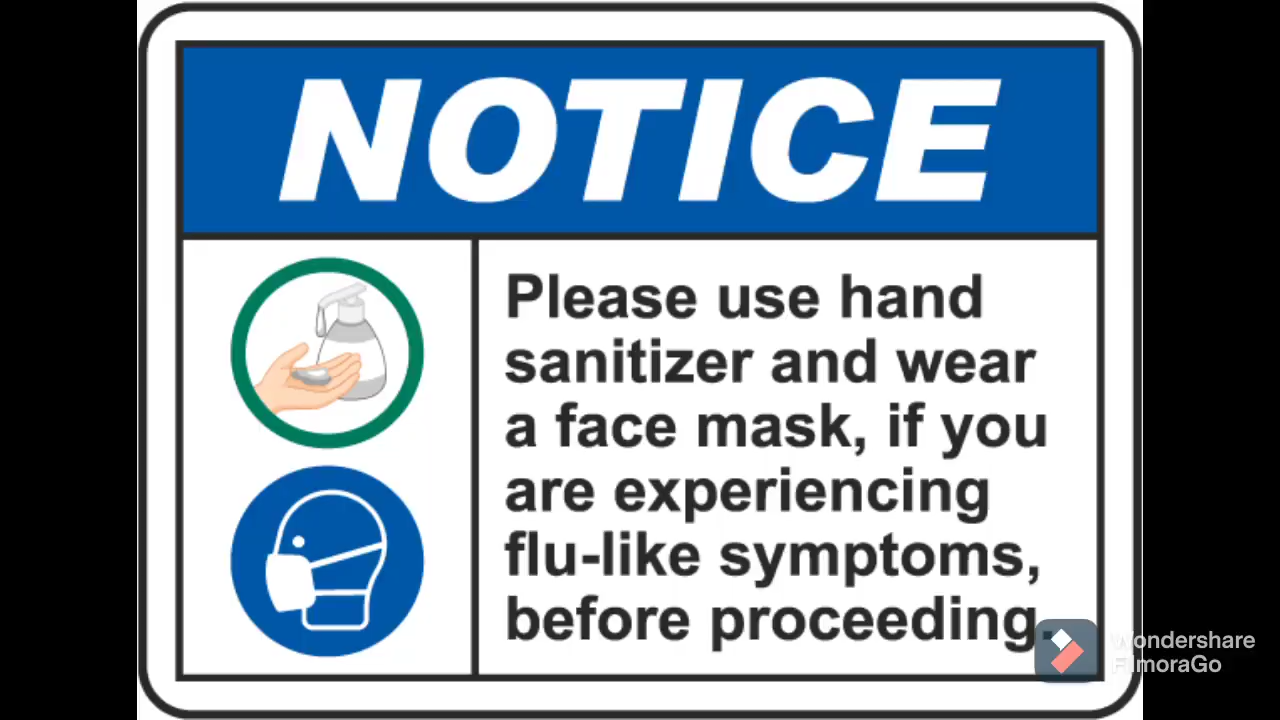 NOTICE
Please use hand
sanitizer and wear
a face mask, if you
are experiencing
flu-like symptoms,
before proceeding.
Wondershare
FilmoraGo